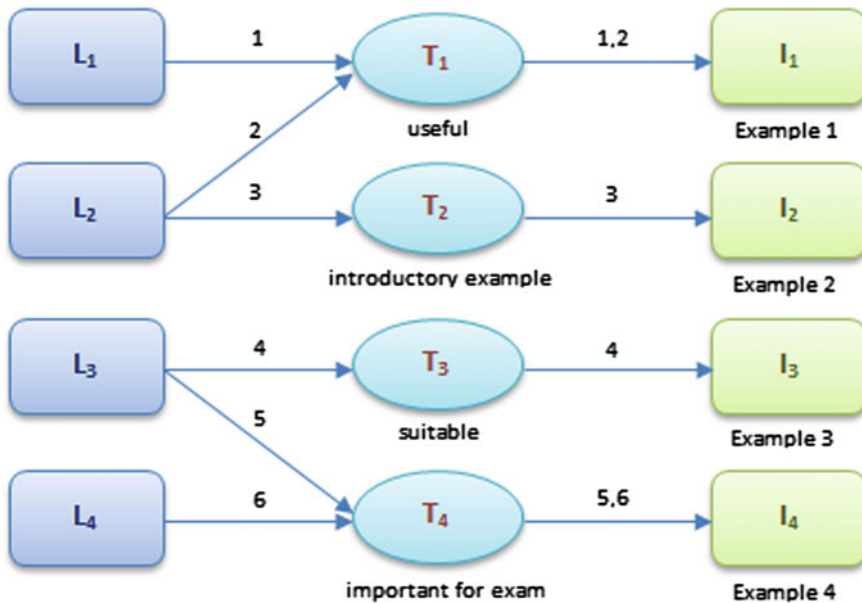 1
1,2
L₁
T₁
I₁
useful
Example 1
2
3
3
L₂
T₂
I₂
introductory example
Example 2
4
4
L₃
T₃
I₃
5
suitable
Example 3
6
5,6
L₄
T₄
I₄
important for exam
Example 4